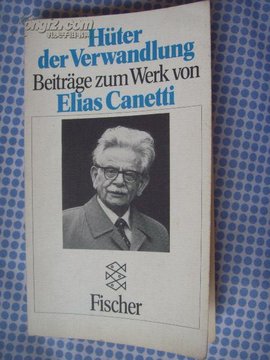 Hüter
der Verwandlung
Beiträge zum Werk von
Elias Canetti
Fischer